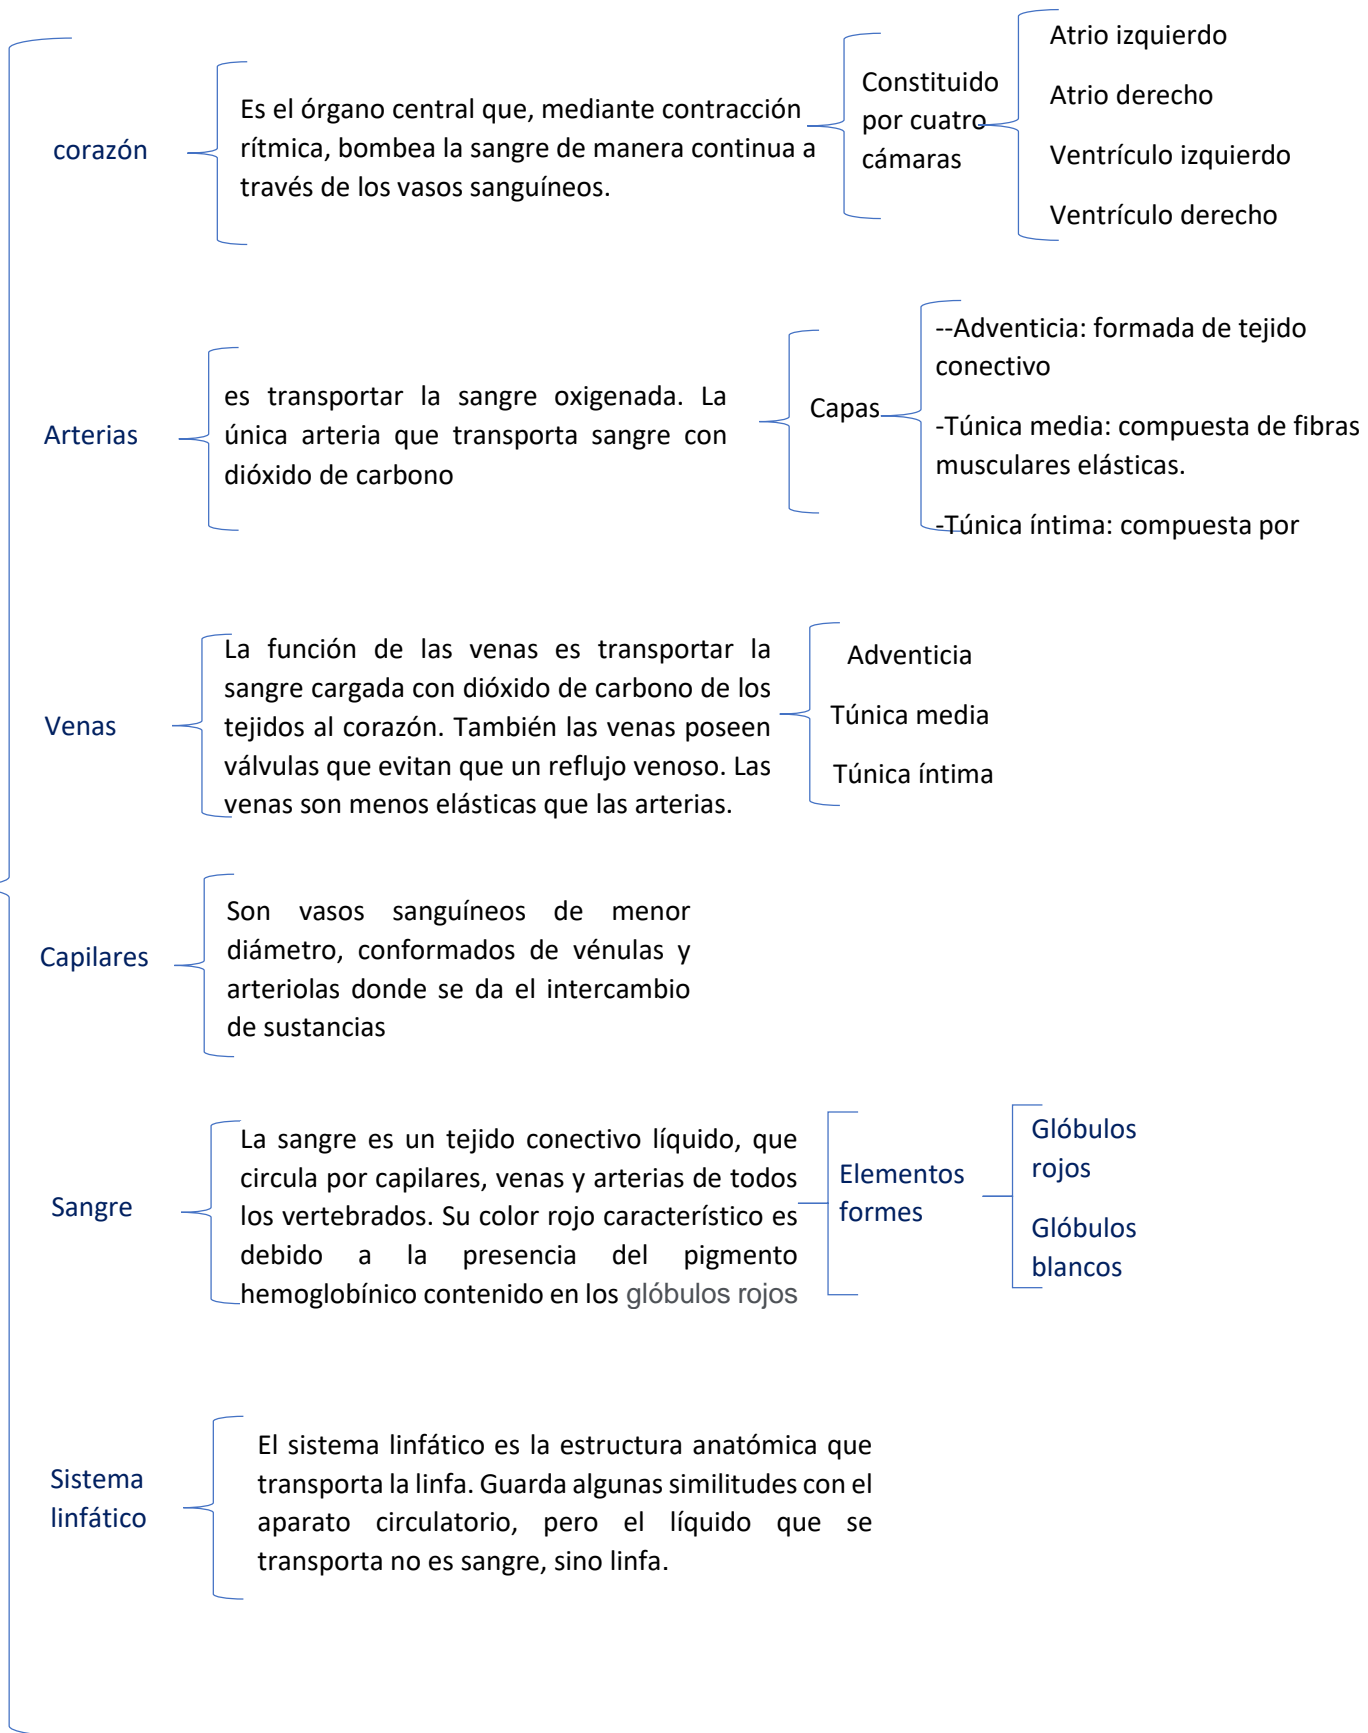 corazón
Es el órgano central que, mediante contracción
rítmica, bombea la sangre de manera continua a
través de los vasos sanguíneos.
Constituido
por cuatro
cámaras
Atrio izquierdo
Atrio derecho
Ventrículo izquierdo
Ventrículo derecho
Arterias
es transportar la sangre oxigenada. La
única arteria que transporta sangre con
dióxido de carbono
Capas
--Adventicia: formada de tejido
conectivo
-Túnica media: compuesta de fibras
musculares elásticas.
-Túnica íntima: compuesta por
Venas
La función de las venas es transportar la
sangre cargada con dióxido de carbono de los
tejidos al corazón. También las venas poseen
válvulas que evitan que un reflujo venoso. Las
venas son menos elásticas que las arterias.
Adventicia
Túnica media
Túnica íntima
Capilares
Son vasos sanguíneos de menor
diámetro, conformados de vénulas y
arteriolas donde se da el intercambio
de sustancias
Sangre
La sangre es un tejido conectivo líquido, que
circula por capilares, venas y arterias de todos
los vertebrados. Su color rojo característico es
debido a la presencia del pigmento
hemoglobínico contenido en los glóbulos rojos
Elementos
formes
Glóbulos
rojos
Glóbulos
blancos
Sistema
linfático
El sistema linfático es la estructura anatómica que
transporta la linfa. Guarda algunas similitudes con el
aparato circulatorio, pero el líquido que se
transporta no es sangre, sino linfa.